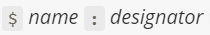 $ name : designator